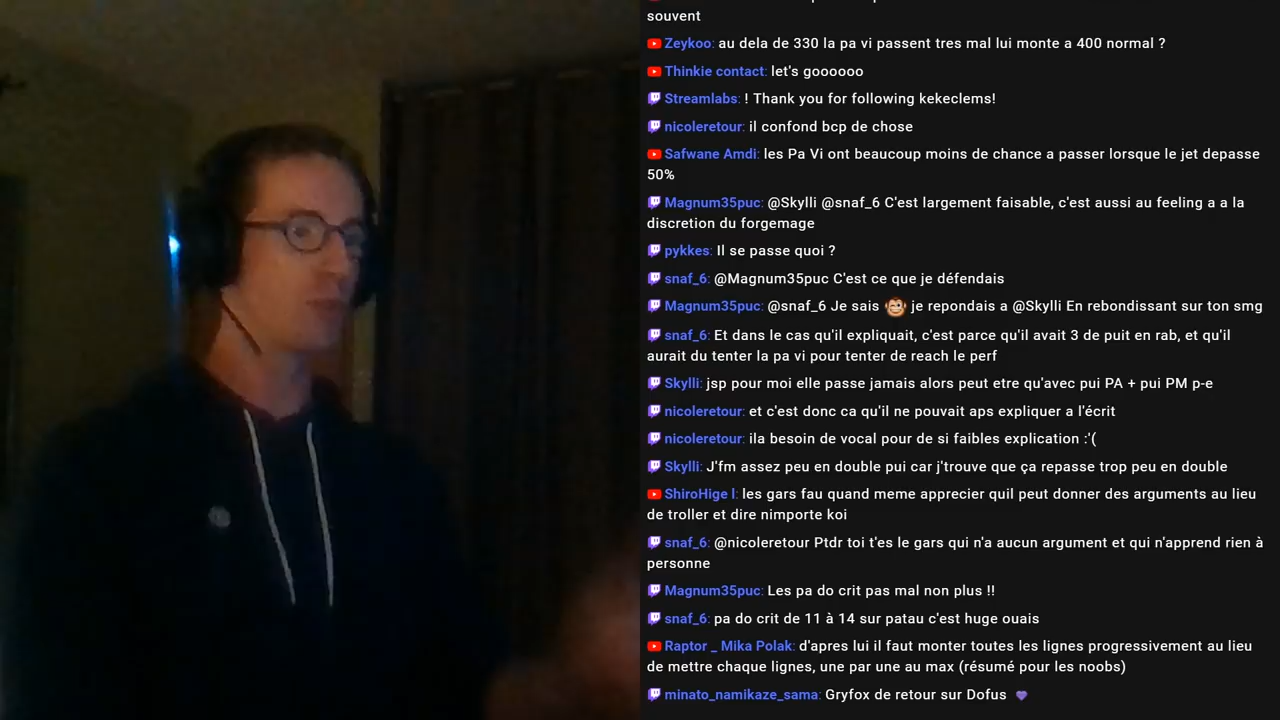 souvent
Zeykoo: au dela de 330 la pa vi passent tres mal lui monte a 400 normal ?
Thinkie contact: let's goooooo
Streamlabs: ! Thank you for following kekeclems!
nicoleretour: il confond bcp de chose
Safwane Amdi: les Pa Vi ont beaucoup moins de chance a passer lorsque le jet depasse
50%
Magnum35puc: @Skylli @snaf_6 C'est largement faisable, c'est aussi au feeling a a la
discretion du forgemage
pykkes: Il se passe quoi ?
snaf_6: @Magnum35puc C'est ce que je défendais
Magnum35puc: @snaf_6 Je sais je repondais a @Skylli En rebondissant sur ton smg
snaf_6: Et dans le cas qu'il expliquait, c'est parce qu'il avait 3 de puit en rab, et qu'il
aurait du tenter la pa vi pour tenter de reach le perf
Skylli: jsp pour moi elle passe jamais alors peut etre qu'avec pui PA + pui PM p-e
nicoleretour: et c'est donc ca qu'il ne pouvait aps expliquer a l'écrit
nicoleretour: ila besoin de vocal pour de si faibles explication :'(
Skylli: J'fm assez peu en double pui car j'trouve que ça repasse trop peu en double
ShiroHige l: les gars fau quand meme apprecier quil peut donner des arguments au lieu
de troller et dire nimporte koi
snaf_6: @nicoleretour Ptdr toi t'es le gars qui n'a aucun argument et qui n'apprend rien à
personne
Magnum35puc: Les pa do crit pas mal non plus !!
snaf_6: pa do crit de 11 à 14 sur patau c'est huge ouais
Raptor _ Mika Polak: d'apres lui il faut monter toutes les lignes progressivement au lieu
de mettre chaque lignes, une par une au max (résumé pour les noobs)
minato_namikaze_sama: Gryfox de retour sur Dofus